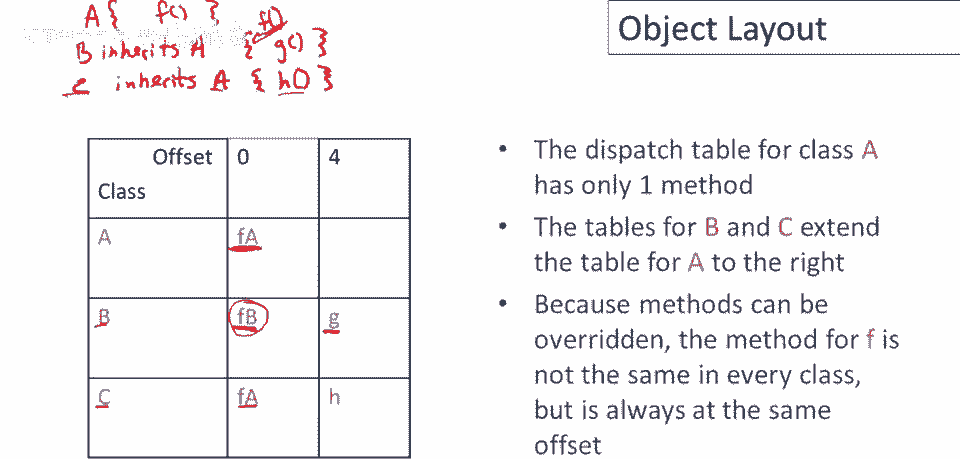 A { f() }
B inherits A { f() g() }
C inherits A { h() }
Object Layout
Offset 0 4
Class
A fA
B fB g
C fA h
• The dispatch table for class A
has only 1 method
• The tables for B and C extend
the table for A to the right
• Because methods can be
overridden, the method for f is
not the same in every class,
but is always at the same
offset